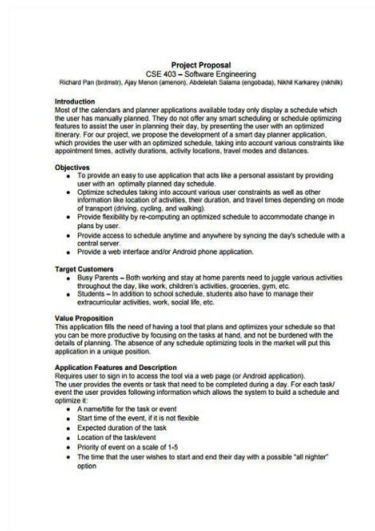 Project Proposal
CSE 403 – Software Engineering
Richard Pan (brdmstr), Ajay Menon (amenon), Abdelelah Salama (engobada), Nikhil Karkarey (nikhilk)
Introduction
Most of the calendars and planner applications available today only display a schedule which
the user has manually planned. They do not offer any smart scheduling or schedule optimizing
features to assist the user in planning their day, by presenting the user with an optimized
itinerary. For our project, we propose the development of a smart day planner application,
which provides the user with an optimized schedule, taking into account various constraints like
appointment times, activity durations, activity locations, travel modes and distances.
Objectives
● To provide an easy to use application that acts like a personal assistant by providing
user with an optimally planned day schedule.
● Optimize schedules taking into account various user constraints as well as other
information like location of activities, their duration, and travel times depending on mode
of transport (driving, cycling, and walking).
● Provide flexibility by re-computing an optimized schedule to accommodate change in
plans by user.
● Provide access to schedule anytime and anywhere by syncing the day's schedule with a
central server.
● Provide a web interface and/or Android phone application.
Target Customers
● Busy Parents – Both working and stay at home parents need to juggle various activities
throughout the day, like work, children's activities, groceries, gym, etc.
● Students – In addition to school schedule, students also have to manage their
extracurricular activities, work, social life, etc.
Value Proposition
This application fills the need of having a tool that plans and optimizes your schedule so that
you can be more productive by focusing on the tasks at hand, and not be burdened with the
details of planning. The absence of any schedule optimizing tools in the market will put this
application in a unique position.
Application Features and Description
Requires user to sign in to access the tool via a web page (or Android application).
The user provides the events or task that need to be completed during a day. For each task/
event the user provides following information which allows the system to build a schedule and
optimize it:
● A name/title for the task or event
● Start time of the event, if it is not flexible
● Expected duration of the task
● Location of the task/event
● Priority of event on a scale of 1-5
● The time that the user wishes to start and end their day with a possible "all nighter"
option